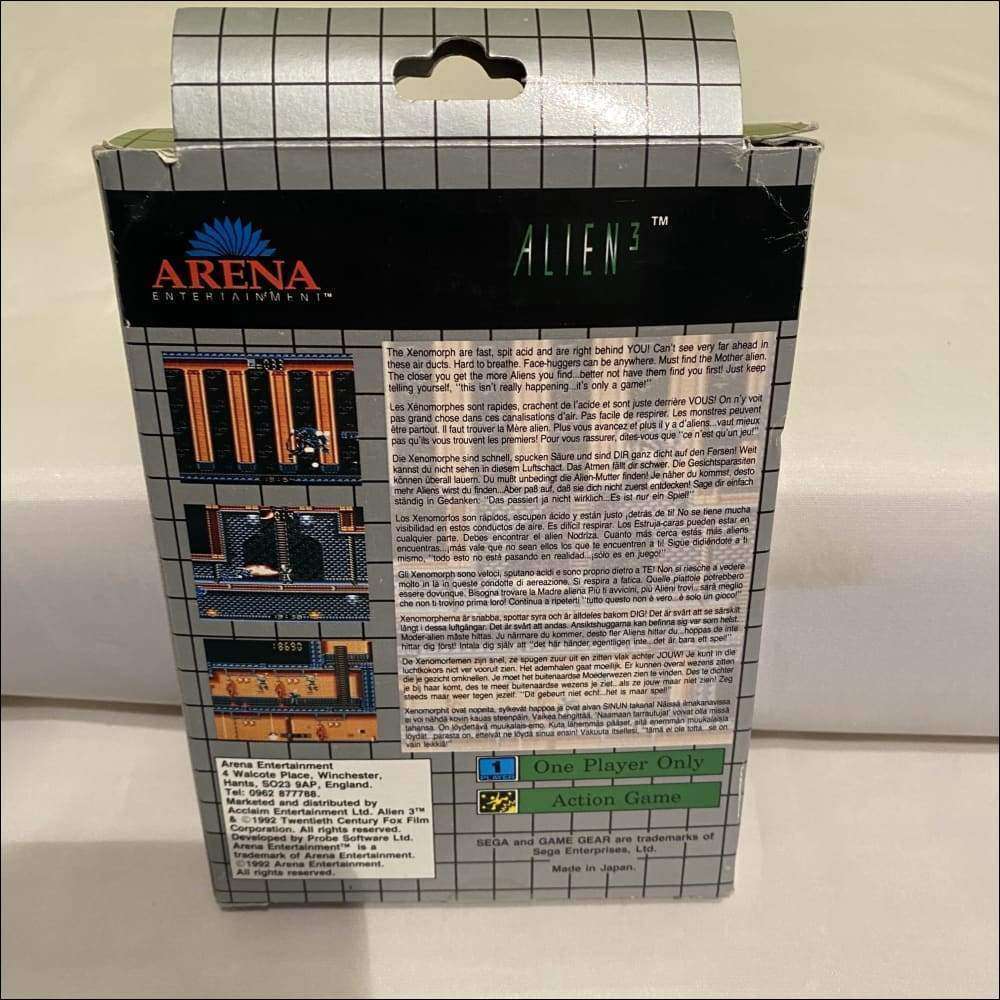 ARENA
ENTERTAINMENT™
ALIEN 3 ™
The Xenomorph are fast, spit acid and are right behind YOU! Can't see very far ahead in
these air ducts. Hard to breathe. Face-huggers can be anywhere. Must find the Mother alien.
The closer you get the more Aliens you find...better not have them find you first! Just keep
telling yourself, "this isn't really happening...it's only a game!"
Les Xénomorphes sont rapides, crachent de l'acide et sont juste derrière VOUS! On n'y voit
pas grand chose dans ces canalisations d'air. Pas facile de respirer. Les monstres peuvent
être partout. Il faut trouver la Mère alien. Plus vous avancez et plus il y a d'aliens...vaut mieux
pas qu'ils vous trouvent les premiers! Pour vous rassurer, dites-vous que "ce n'est qu'un jeu!"
Die Xenomorphe sind schnell, spucken Säure und sind DIR ganz dicht auf den Fersen! Weit
kannst du nicht sehen in diesem Luftschact. Das Atmen fällt dir schwer. Die Gesichtsparasiten
können überall lauern. Du mußt unbedingt die Alien-Mutter finden! Je näher du kommst, desto
mehr Aliens wirst du finden...Aber paß auf, daß sie dich nicht zuerst entdecken! Sage dir einfach
ständig in Gedanken: "Das passiert ja nicht wirklich...Es ist nur ein Spiel!"
Los Xenomorfos son rápidos, escupen ácido y están justo ¡detrás de ti! No se tiene mucha
visibilidad en estos conductos de aire. Es difícil respirar. Los Estruja-caras pueden estar en
cualquier parte. Debes encontrar el alien Nodriza. Cuanto más cerca estás más aliens
encuentras...¡más vale que no sean ellos los que te encuentren a ti! Sigue diciéndote a ti
mismo, "todo esto no está pasando en realidad...¡sólo es en juego!"
Gli Xenomorph sono veloci, sputano acidi e sono proprio dietro a TE! Non si riesche a vedere
molto in là in queste condotte di aereazione. Si respira a fatica. Quelle piattole potrebbero
essere dovunque. Bisogna trovare la Madre aliena Più ti avvicini, più Alieni trovi...sarà meglio
che non ti trovino prima loro! Continua a ripeterti "tutto questo non è vero...è solo un gioco!"
Xenomorpherna är snabba, spottar syra och är alldeles bakom DIG! Det är svårt att se särskilt
långt i dessa luftgångar. Det är svårt att andas. Ansiktshuggarna kan befinna sig var som helst.
Moder-alien måste hittas. Ju närmare du kommer, desto fler Aliens hittar du...hoppas de inte
hittar dig först! Intala dig själv att "det här händer egentligen inte...det är bara ett spel!"
De Xenomorfemen zijn snel, ze spugen zuur uit en zitten vlak achter JOUW! Je kunt in die
luchtkokors niet ver vooruit zien. Het ademhalen gaat moeilijk. Er kunnen overal wezens zitten
die je gezicht omknellen. Je moet het buitenaardse Moederwezen zien te vinden. Des te dichter
je bij haar komt, des te meer buitenaardse wezens je ziet...als ze jouw maar niet zien! Zeg
steeds maar weer tegen jezelf: "Dit gebeurt niet echt...het is maar spel!"
Xenomorphit ovat nopeita, sylkevät happoa ja ovat aivan SINUN takana! Näissä ilmakanavissa
ei voi nähdä kovin kauas steenpäin. Vaikea hengittää. 'Naamaan tarrautujat' voivat olla missä
tahansa. On löydettävä muukalais-emo. Kuta lähemmäs pääset, sitä enemmän muukalaisia
löydät...parasta on, etteivät ne löydä sinua ensin! Vakuuta itsellesi, "tämä ei ole totta...se on
vain leikkiä!"
Arena Entertainment
4 Walcote Place, Winchester,
Hants, SO23 9AP, England.
Tel: 0962 877788.
Marketed and distributed by
Acclaim Entertainment Ltd. Alien 3™
& ©1992 Twentieth Century Fox Film
Corporation. All rights reserved.
Developed by Probe Software Ltd.
Arena Entertainment™ is a
trademark of Arena Entertainment.
©1992 Arena Entertainment.
All rights reserved.
1
PLAYER
One Player Only
Action Game
SEGA and GAME GEAR are trademarks of
Sega Enterprises, Ltd.
Made in Japan.